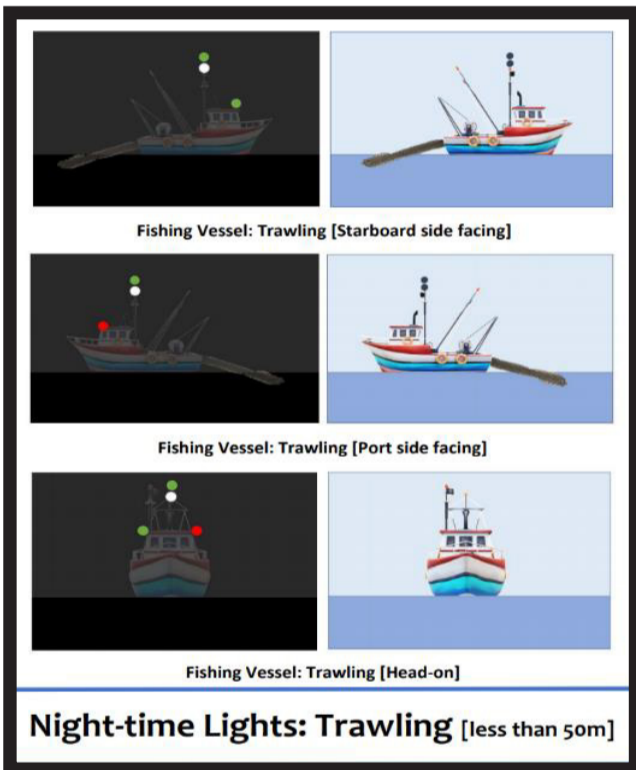 Fishing Vessel: Trawling [Starboard side facing]
Fishing Vessel: Trawling [Port side facing]
Fishing Vessel: Trawling [Head-on]
Night-time Lights: Trawling [less than 50m]